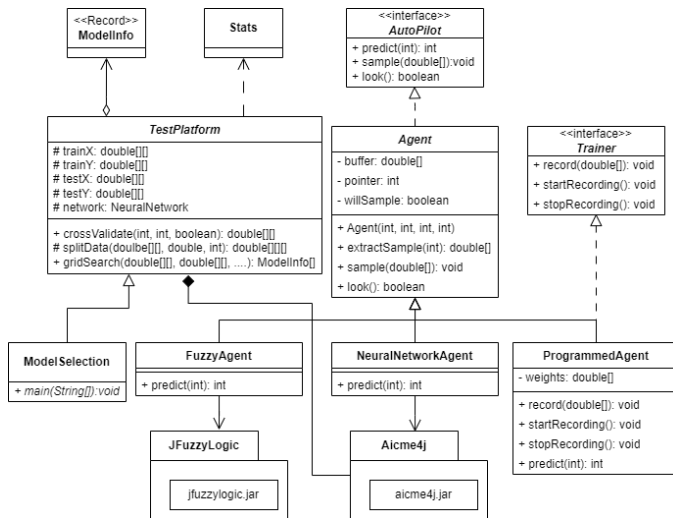 <<Record>>
ModelInfo
Stats
<<interface>>
AutoPilot
+ predict(int): int
+ sample(double[]):void
+ look(): boolean
TestPlatform
# trainX: double[][]
# trainY: double[][]
# testX: double[][]
# testY: double[][]
# network: NeuralNetwork
+ crossValidate(int, int, boolean): double[][]
# splitData(doulbe[][], double, int): double[][][]
+ gridSearch(double[][], double[][], ....): ModelInfo[]
Agent
- buffer: double[]
- pointer: int
- willSample: boolean
+ Agent(int, int, int, int)
+ extractSample(int): double[]
+ sample(double[]): void
+ look(): boolean
<<interface>>
Trainer
+ record(double[]): void
+ startRecording(): void
+ stopRecording(): void
ModelSelection
+ main(String[]):void
FuzzyAgent
+ predict(int): int
NeuralNetworkAgent
+ predict(int): int
ProgrammedAgent
- weights: double[]
+ record(double[]): void
+ startRecording(): void
+ stopRecording(): void
+ predict(int): int
JFuzzyLogic
jfuzzylogic.jar
Aicme4j
aicme4j.jar